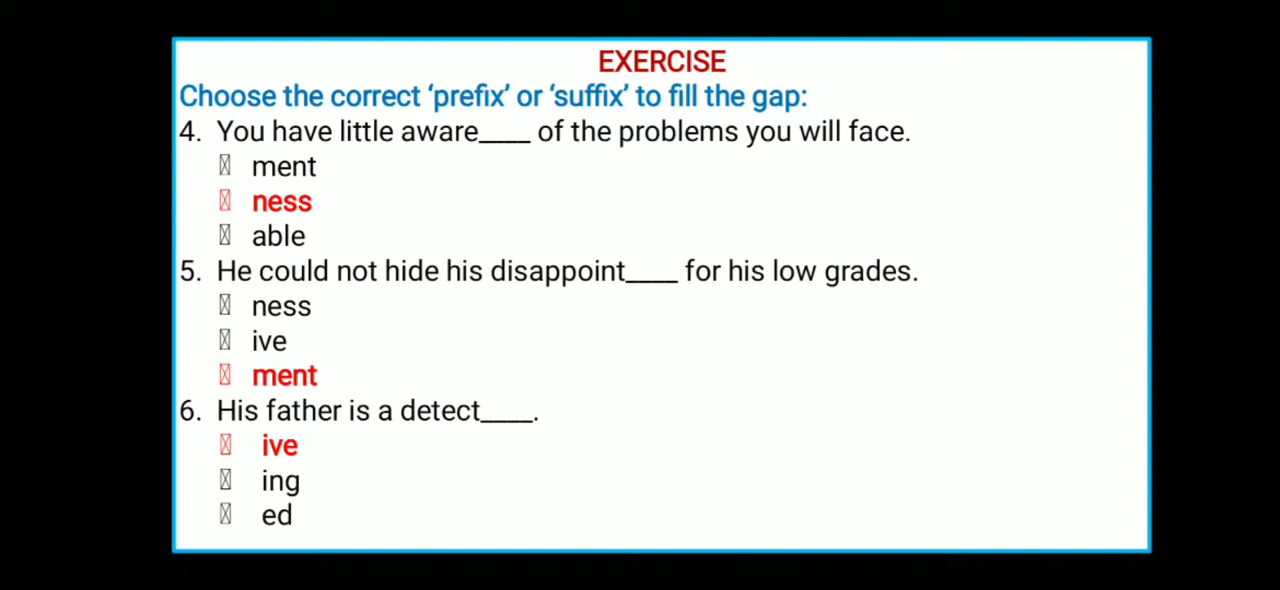 EXERCISE
Choose the correct ‘prefix’ or ‘suffix’ to fill the gap:
4. You have little aware____ of the problems you will face.
ment
ness
able
5. He could not hide his disappoint____ for his low grades.
ness
ive
ment
6. His father is a detect____.
ive
ing
ed